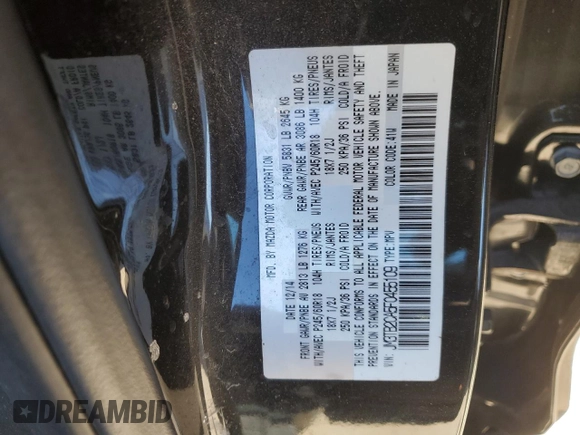 MFD. BY MAZDA MOTOR CORPORATION
DATE 12/14 GVWR/PNBV 5831 LB 2645 KG
FRONT GAWR/PNBE AV 2813 LB 1276 KG REAR GAWR/PNBE AR 3086 LB 1400 KG
WITH/AVEC P245/60R18 104H TIRES/PNEUS WITH/AVEC P245/60R18 104H TIRES/PNEUS
18X7 1/2J RIMS/JANTES 18X7 1/2J RIMS/JANTES
250 KPA/36 PSI COLD/A FROID 250 KPA/36 PSI COLD/A FROID
THIS VEHICLE CONFORMS TO ALL APPLICABLE FEDERAL MOTOR VEHICLE SAFETY AND THEFT
PREVENTION STANDARDS IN EFFECT ON THE DATE OF MANUFACTURE SHOWN ABOVE.
VIN: JM3TB2CA5F0455109 TYPE:MPV COLOR CODE:41W MADE IN JAPAN
DREAMBID